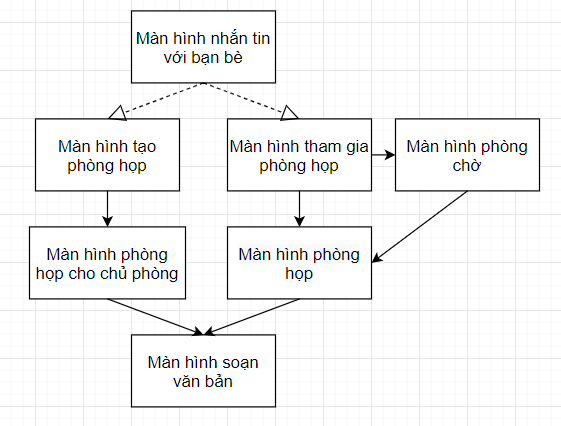 Màn hình nhắn tin
với bạn bè
Màn hình tạo
phòng họp
Màn hình tham gia
phòng họp
Màn hình phòng
chờ
Màn hình phòng
họp cho chủ phòng
Màn hình phòng
họp
Màn hình soạn
văn bản